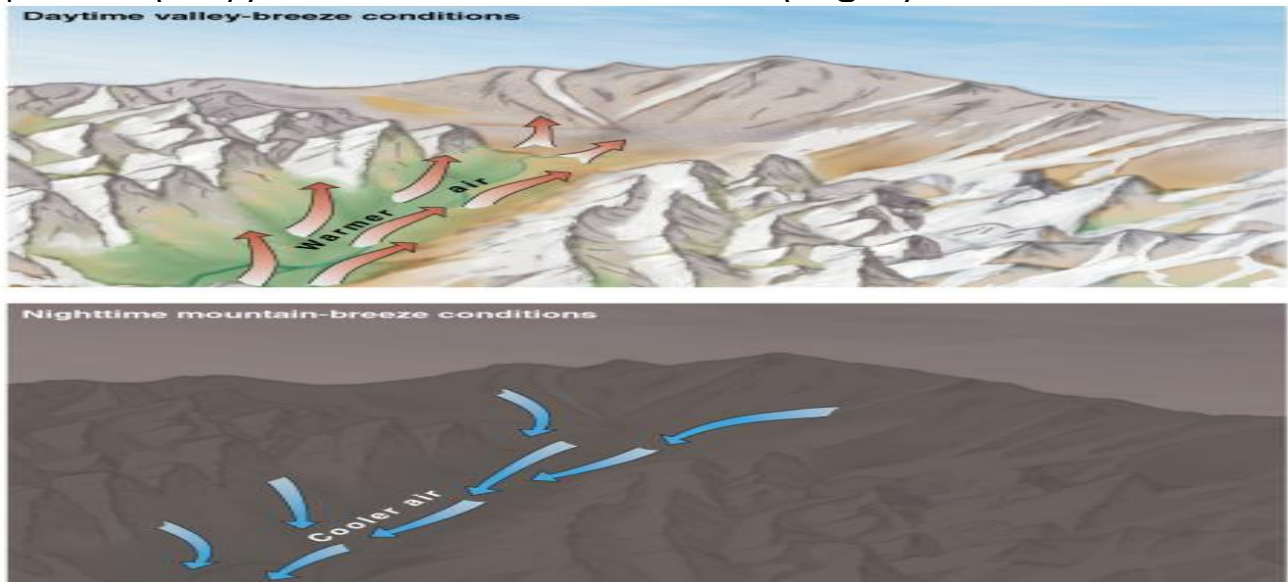 Daytime valley-breeze conditions
Warmer air
Nighttime mountain-breeze conditions
Cooler air